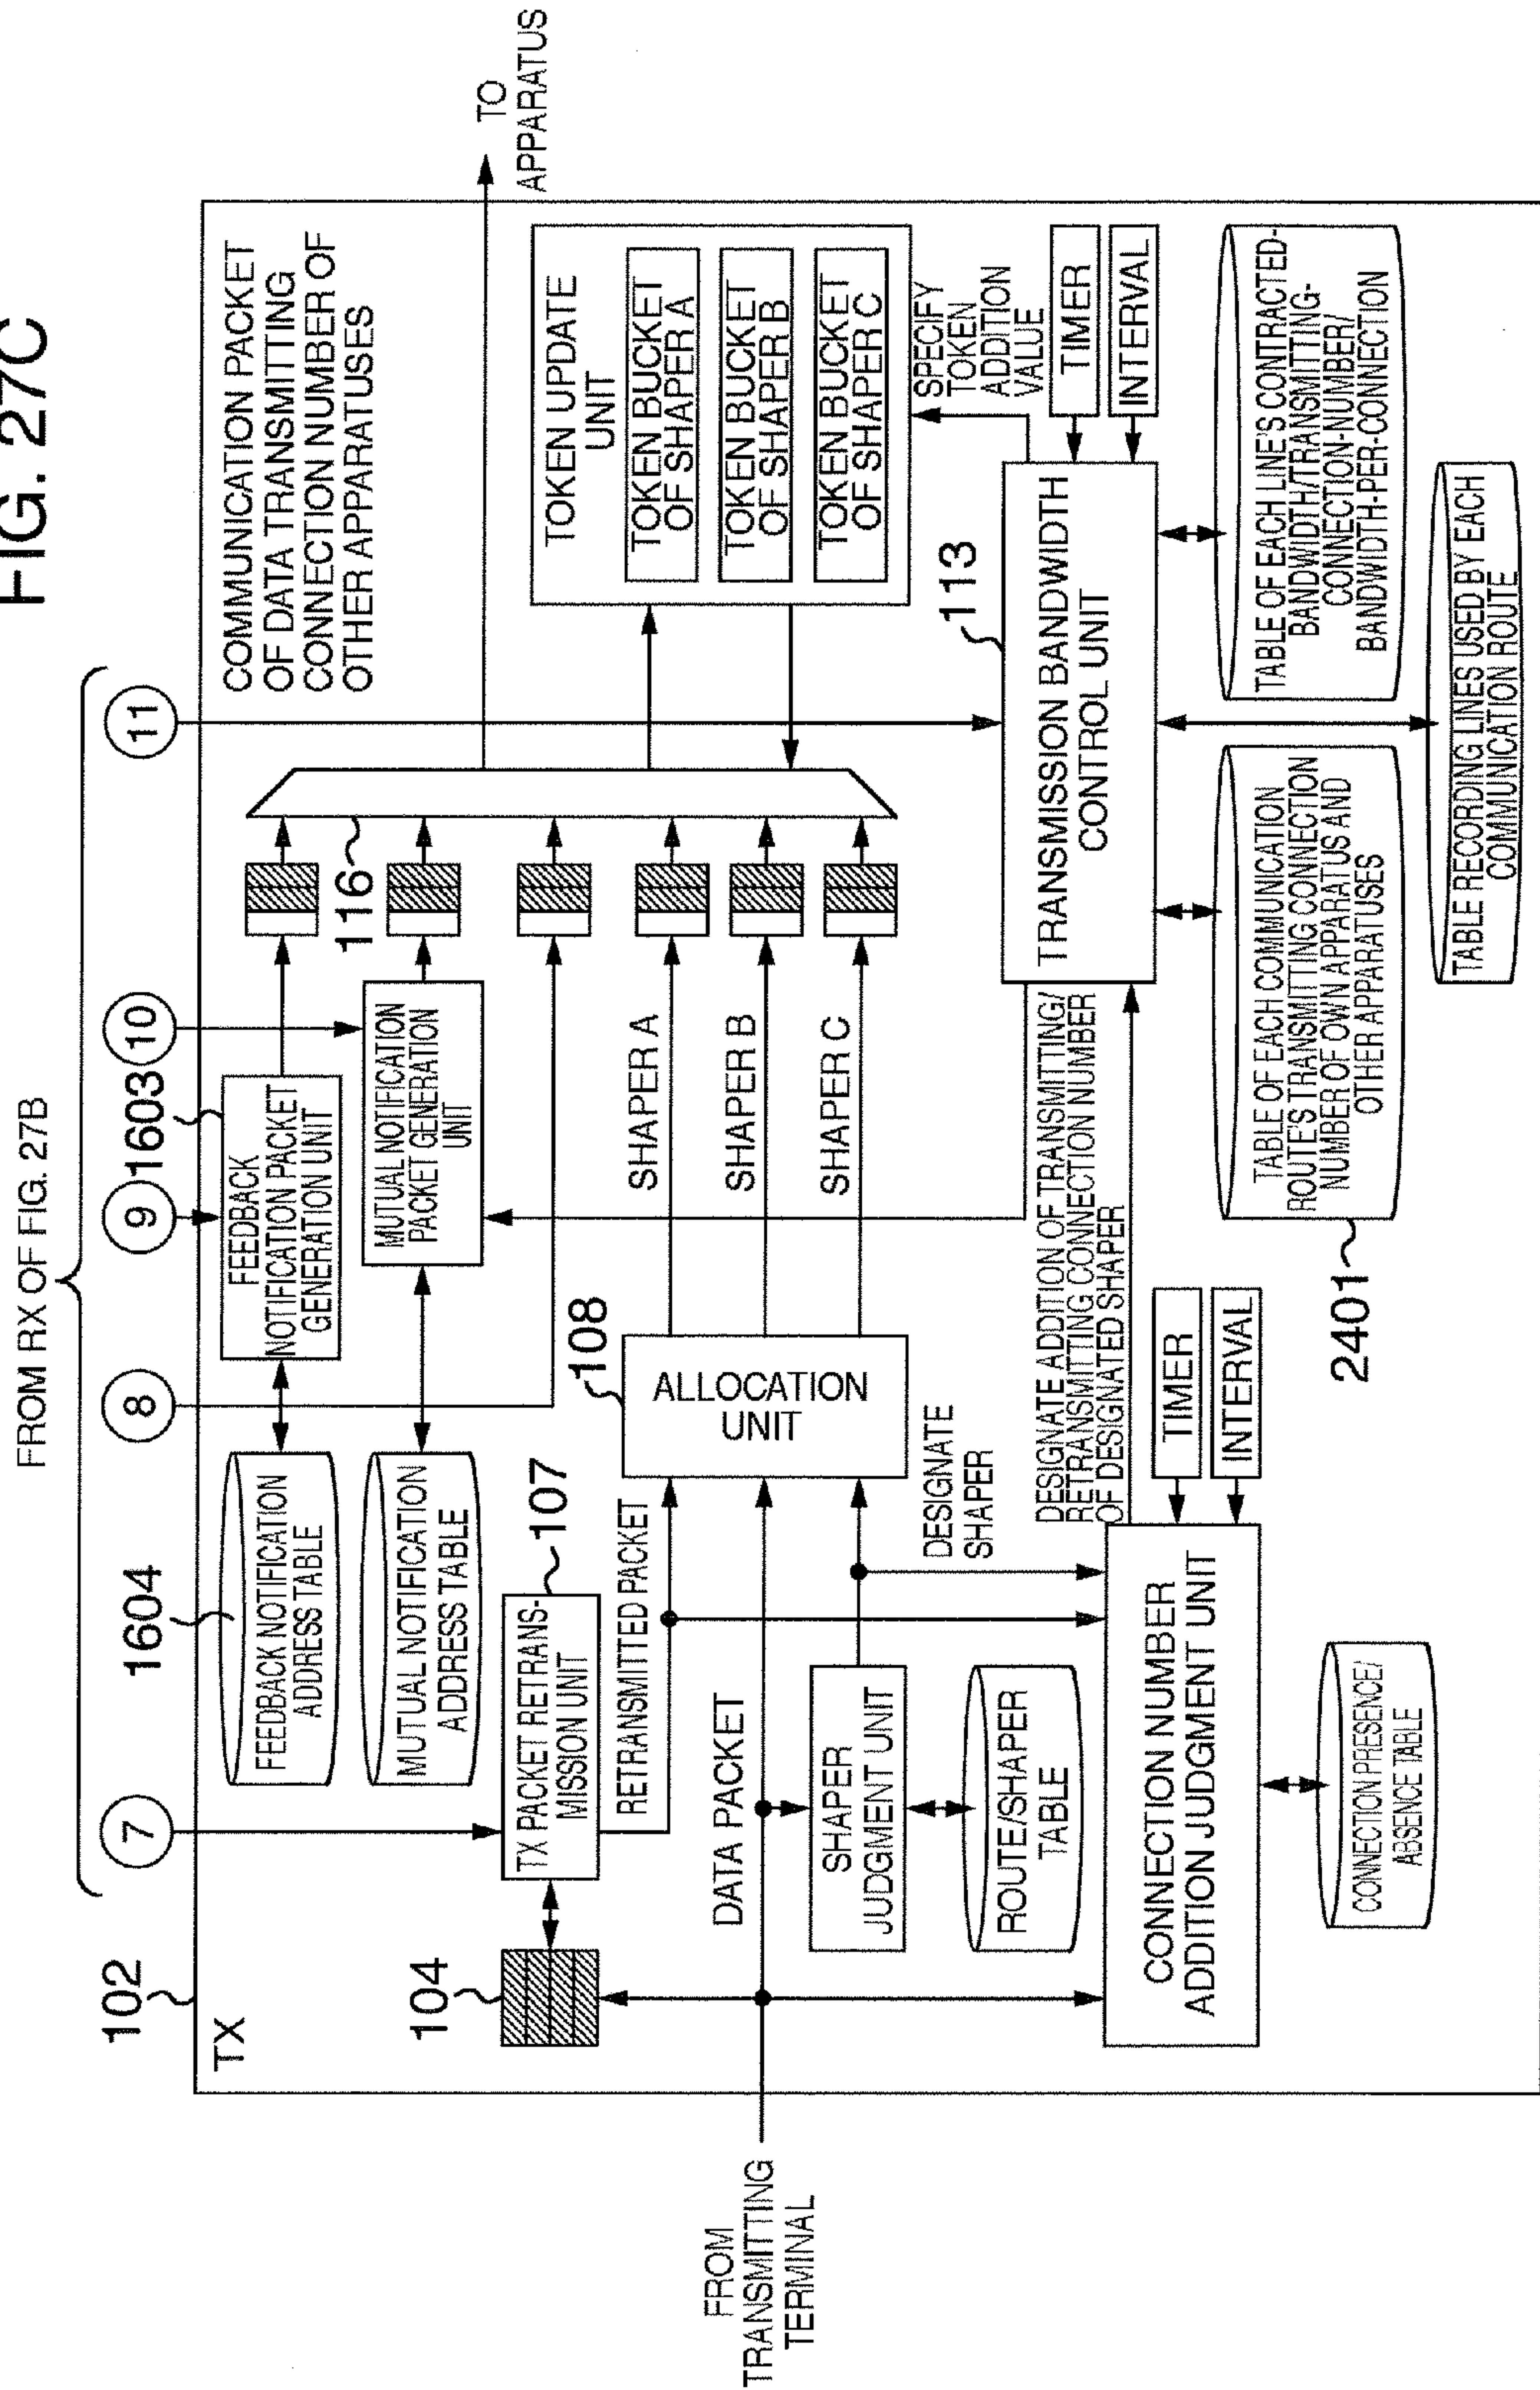 FIG. 27C
FROM RX OF FIG. 27B
7
8
9
10
11
102
TX
1604
FEEDBACK NOTIFICATION
ADDRESS TABLE
1603
FEEDBACK
NOTIFICATION PACKET
GENERATION UNIT
COMMUNICATION PACKET
OF DATA TRANSMITTING
CONNECTION NUMBER OF
OTHER APPARATUSES
MUTUAL NOTIFICATION
ADDRESS TABLE
MUTUAL NOTIFICATION
PACKET GENERATION
UNIT
116
TO
APPARATUS
104
107
TX PACKET RETRANS-
MISSION UNIT
RETRANSMITTED PACKET
108
ALLOCATION
UNIT
SHAPER A
SHAPER B
SHAPER C
TOKEN UPDATE
UNIT
TOKEN BUCKET
OF SHAPER A
TOKEN BUCKET
OF SHAPER B
TOKEN BUCKET
OF SHAPER C
FROM
TRANSMITTING
TERMINAL
DATA PACKET
SHAPER
JUDGMENT UNIT
ROUTE/SHAPER
TABLE
DESIGNATE
SHAPER
DESIGNATE ADDITION OF TRANSMITTING/
RETRANSMITTING CONNECTION NUMBER
OF DESIGNATED SHAPER
113
TRANSMISSION BANDWIDTH
CONTROL UNIT
SPECIFY
TOKEN
ADDITION
VALUE
TIMER
INTERVAL
CONNECTION NUMBER
ADDITION JUDGMENT UNIT
TIMER
INTERVAL
CONNECTION PRESENCE/
ABSENCE TABLE
2401
TABLE OF EACH COMMUNICATION
ROUTE'S TRANSMITTING CONNECTION
NUMBER OF OWN APPARATUS AND
OTHER APPARATUSES
TABLE OF EACH LINE'S CONTRACTED-
BANDWIDTH/TRANSMITTING-
CONNECTION-NUMBER/
BANDWIDTH-PER-CONNECTION
TABLE RECORDING LINES USED BY EACH
COMMUNICATION ROUTE